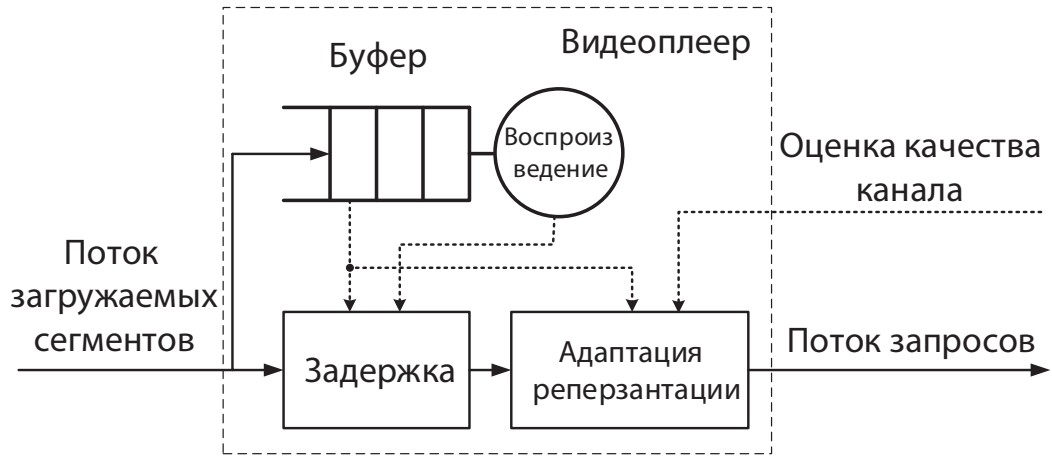 Видеоплеер
Буфер
Воспроиз
ведение
Оценка качества
канала
Поток
загружаемых
сегментов
Задержка
Адаптация
реперзантации
Поток запросов